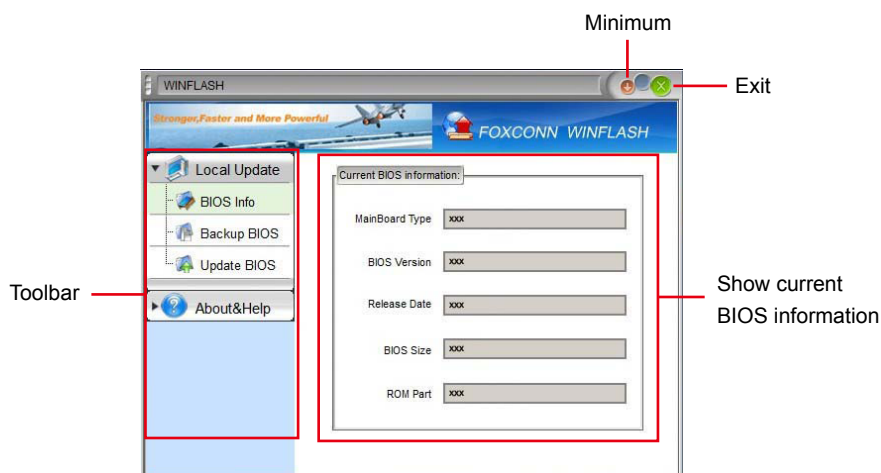 Minimum
Exit
WINFLASH
Stronger,Faster and More Powerful
FOXCONN WINFLASH
Local Update
BIOS Info
Backup BIOS
Update BIOS
About&Help
Toolbar
Current BIOS information:
MainBoard Type xxx
BIOS Version xxx
Release Date xxx
BIOS Size xxx
ROM Part xxx
Show current
BIOS information